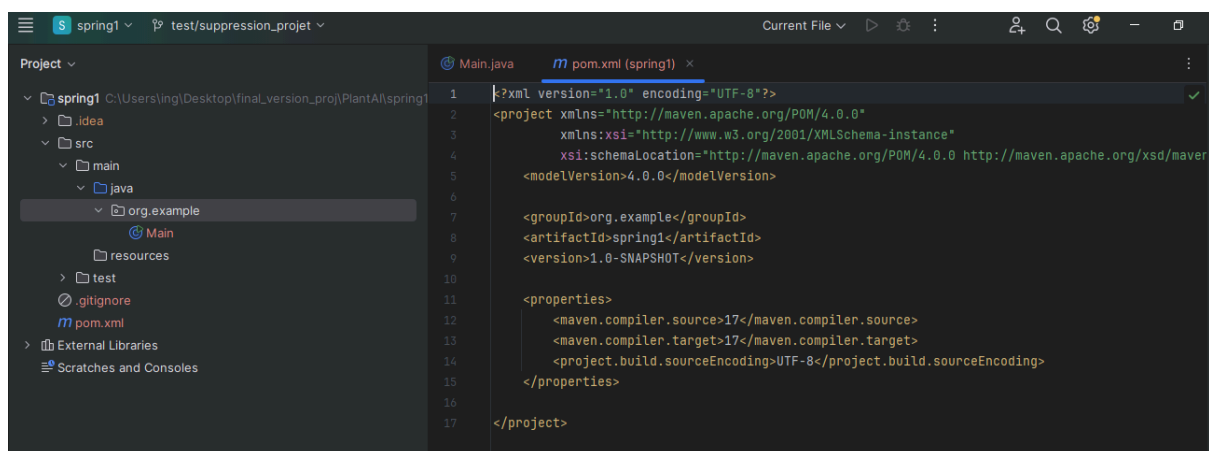 S spring1 test/suppression_projet Current File
Project
Main.java
m pom.xml (spring1)
spring1 C:\Users\ing\Desktop\final_version_proj\PlantAI\spring1
.idea
src
main
java
org.example
Main
resources
test
.gitignore
m pom.xml
External Libraries
Scratches and Consoles
1 <?xml version="1.0" encoding="UTF-8"?>
2 <project xmlns="http://maven.apache.org/POM/4.0.0"
3 xmlns:xsi="http://www.w3.org/2001/XMLSchema-instance"
4 xsi:schemaLocation="http://maven.apache.org/POM/4.0.0 http://maven.apache.org/xsd/maver
5 <modelVersion>4.0.0</modelVersion>
6
7 <groupId>org.example</groupId>
8 <artifactId>spring1</artifactId>
9 <version>1.0-SNAPSHOT</version>
10
11 <properties>
12 <maven.compiler.source>17</maven.compiler.source>
13 <maven.compiler.target>17</maven.compiler.target>
14 <project.build.sourceEncoding>UTF-8</project.build.sourceEncoding>
15 </properties>
16
17 </project>